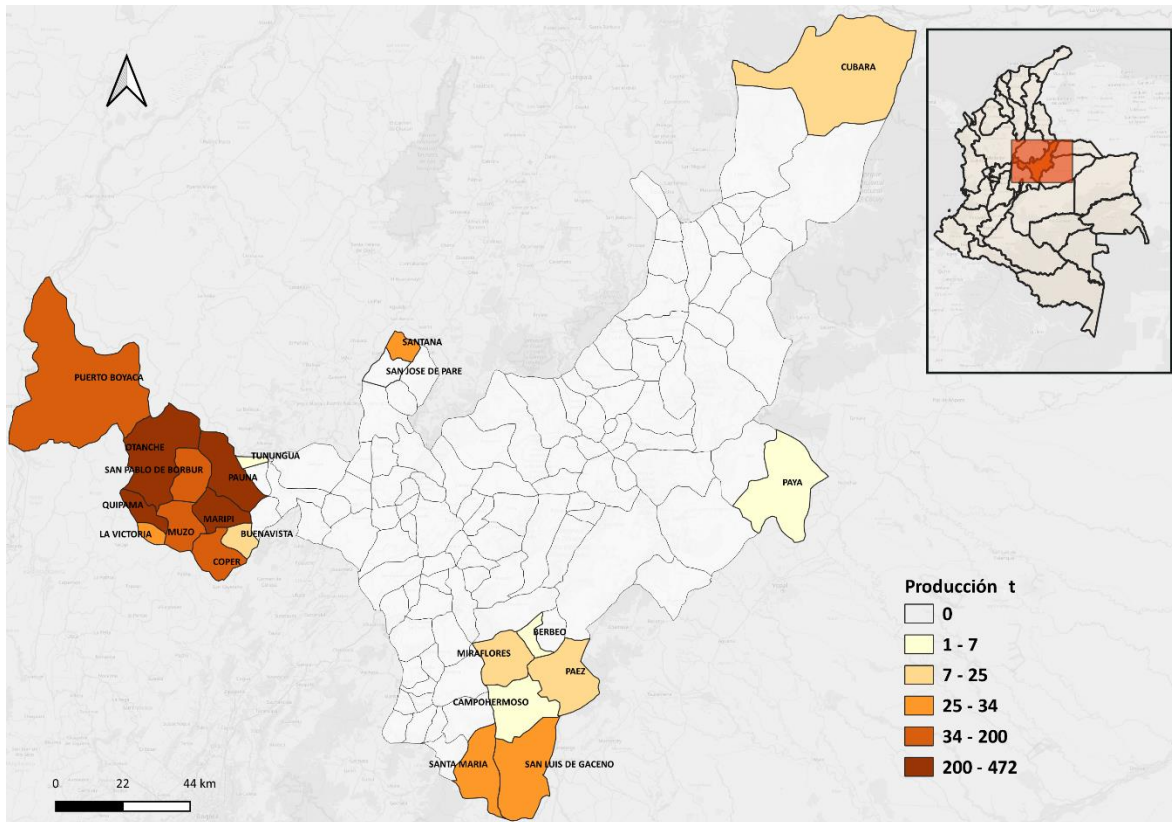 CUBARA
SANTANA
SAN JOSE DE PARE
PUERTO BOYACA
OTANCHE
TUNUNGUA
SAN PABLO DE BORBUR
PAUNA
PAYA
QUIPAMA
MARIPI
LA VICTORIA
MUZO
BUENAVISTA
COPER
BERBEO
MIRAFLORES
PAEZ
CAMPOHERMOSO
SANTA MARIA
SAN LUIS DE GACENO
Producción t
0
1 - 7
7 - 25
25 - 34
34 - 200
200 - 472
0 22 44 km